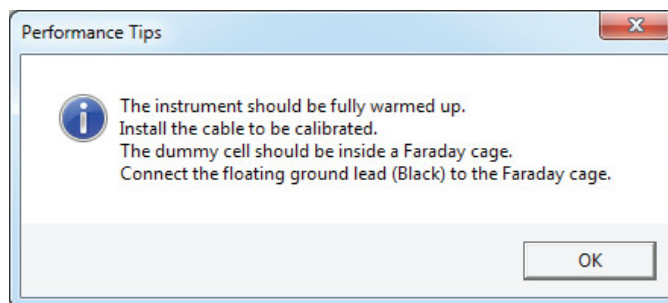 Performance Tips
The instrument should be fully warmed up.
Install the cable to be calibrated.
The dummy cell should be inside a Faraday cage.
Connect the floating ground lead (Black) to the Faraday cage.
OK